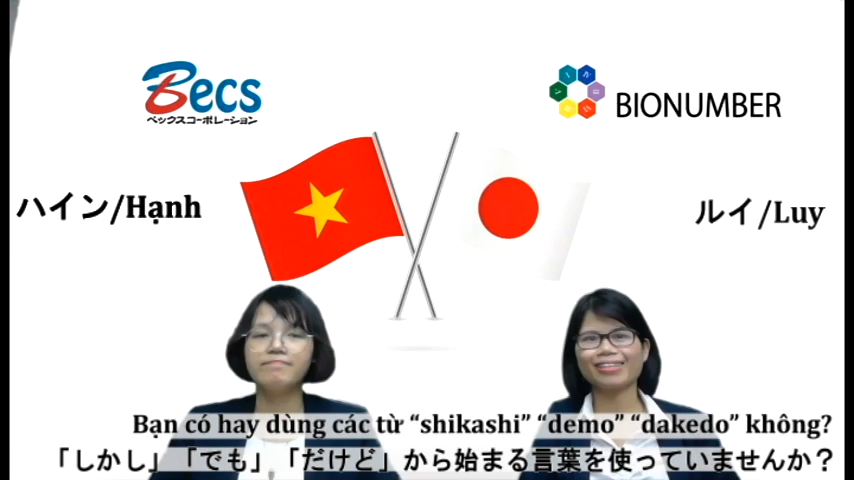 Becs
ベックスコーポレーション
BIONUMBER
ハイン/Hạnh
ルイ/Luy
Bạn có hay dùng các từ “shikashi” “demo” “dakedo” không?
「しかし」「でも」「だけど」から始まる言葉を使っていませんか？